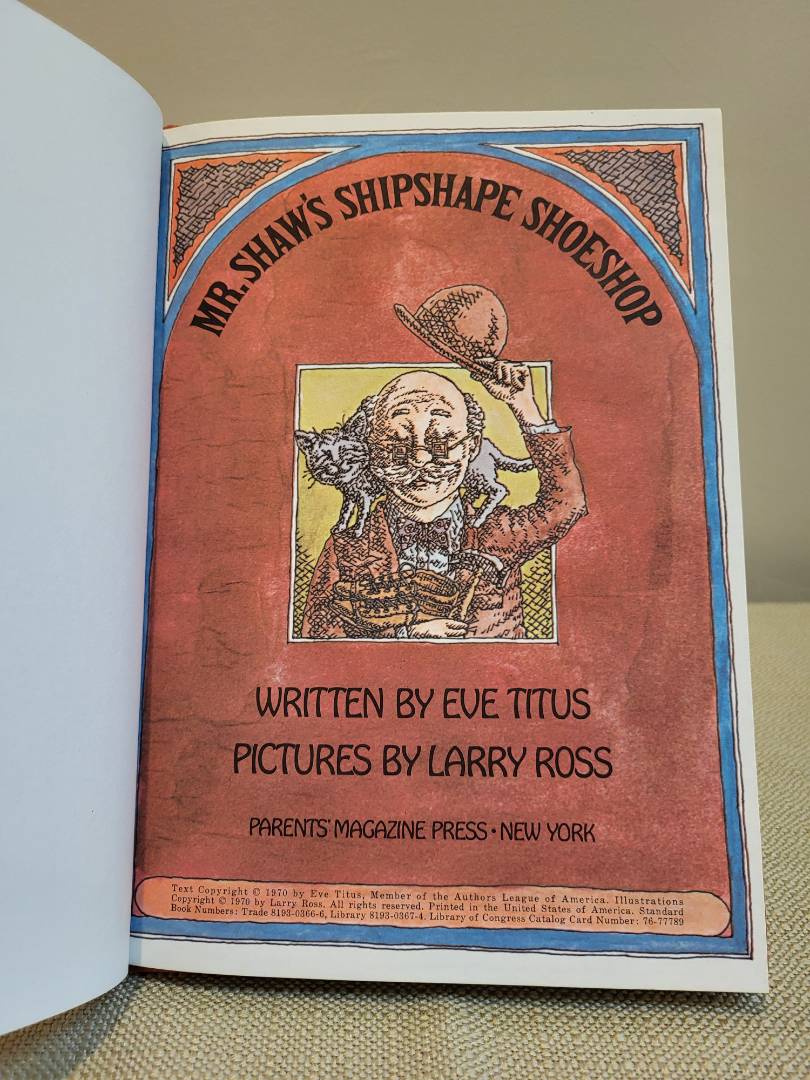 MR. SHAW'S SHIPSHAPE SHOESHOP
WRITTEN BY EVE TITUS
PICTURES BY LARRY ROSS
PARENTS' MAGAZINE PRESS • NEW YORK
Text Copyright © 1970 by Eve Titus, Member of the Authors League of America. Illustrations
Copyright © 1970 by Larry Ross. All rights reserved. Printed in the United States of America. Standard
Book Numbers: Trade 8193-0366-6, Library 8193-0367-4. Library of Congress Catalog Card Number: 76-77789